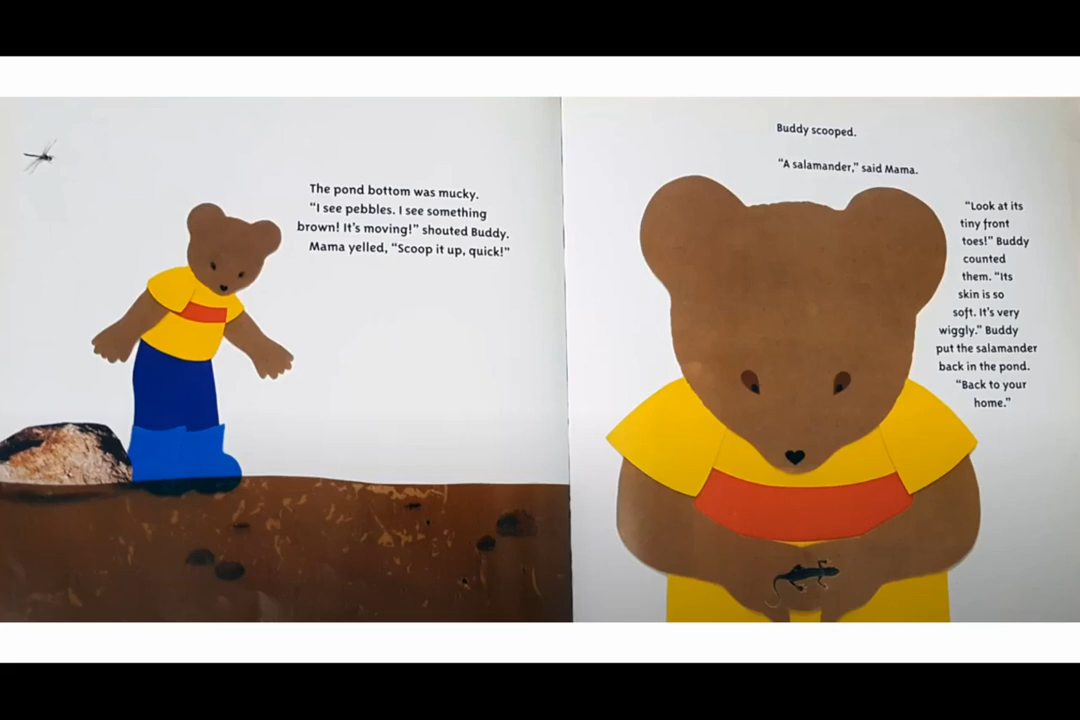 The pond bottom was mucky.
“I see pebbles. I see something
brown! It’s moving!” shouted Buddy.
Mama yelled, “Scoop it up, quick!”
Buddy scooped.
“A salamander,” said Mama.
“Look at its
tiny front
toes!” Buddy
counted
them. “Its
skin is so
soft. It’s very
wiggly.” Buddy
put the salamander
back in the pond.
“Back to your
home.”